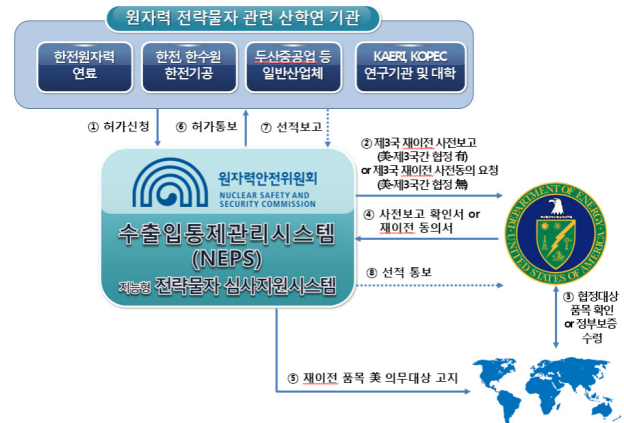 원자력 전략물자 관련 산학연 기관
한전원자력
연료
한전, 한수원
한전기공
두산중공업 등
일반산업체
KAERI, KOPEC
연구기관 및 대학
① 허가신청
⑥ 허가통보
⑦ 선적보고
② 제3국 재이전 사전보고
(美-제3국간 협정 有)
or 제3국 재이전 사전동의 요청
(美-제3국간 협정 無)
원자력안전위원회
NUCLEAR SAFETY AND
SECURITY COMMISSION
수출입통제관리시스템
(NEPS)
지능형 전략물자 심사지원시스템
④ 사전보고 확인서 or
재이전 동의서
⑧ 선적 통보
DEPARTMENT OF ENERGY
UNITED STATES OF AMERICA
③ 협정대상
품목 확인
or 정부보증
수령
⑤ 재이전 품목 美 의무대상 고지